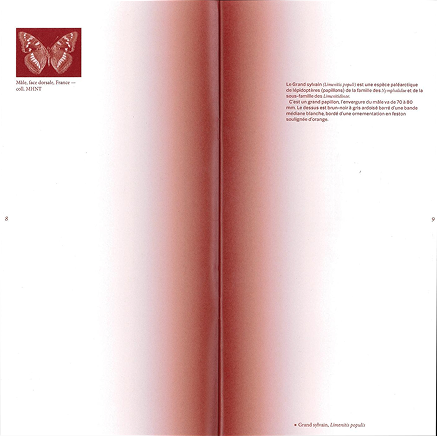 Mâle, face dorsale, France —
coll. MHNT
Le Grand sylvain (Limenitis populi) est une espèce paléarctique
de lépidoptères (papillons) de la famille des Nymphalidae et de la
sous-famille des Limenitidinae.
C'est un grand papillon, l'envergure du mâle va de 70 à 80
mm. Le dessus est brun-noir à gris ardoisé barré d'une bande
médiane blanche, bordé d'une ornementation en feston
soulignée d'orange.
8
9
• Grand sylvain, Limenitis populis